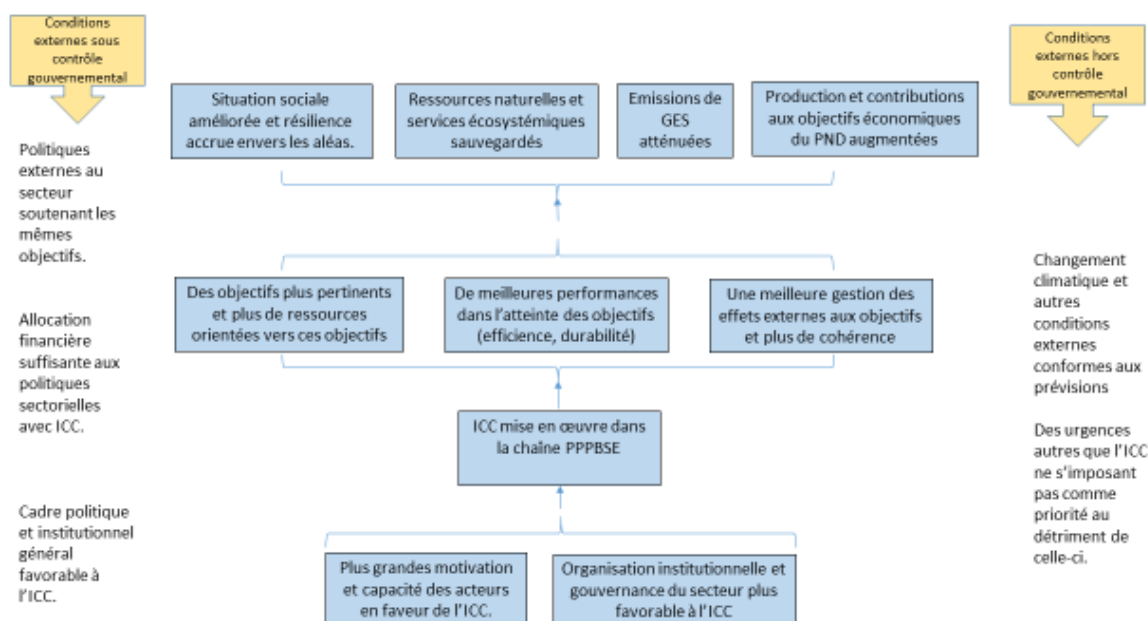 Conditions
externes sous
contrôle
gouvernemental
Conditions
externes hors
contrôle
gouvernemental
Situation sociale
améliorée et résilience
accrue envers les aléas.
Ressources naturelles et
services écosystémiques
sauvegardés
Emissions de
GES
atténuées
Production et contributions
aux objectifs économiques
du PND augmentées
Politiques
externes au
secteur
soutenant les
mêmes
objectifs.
Des objectifs plus pertinents
et plus de ressources
orientées vers ces objectifs
De meilleures performances
dans l'atteinte des objectifs
(efficience, durabilité)
Une meilleure gestion des
effets externes aux objectifs
et plus de cohérence
Changement
climatique et
autres
conditions
externes
conformes aux
prévisions
Allocation
financière
suffisante aux
politiques
sectorielles
avec ICC.
ICC mise en œuvre dans
la chaîne PPPBSE
Des urgences
autres que l'ICC
ne s'imposant
pas comme
priorité au
détriment de
celle-ci.
Cadre politique
et institutionnel
général
favorable à
l'ICC.
Plus grandes motivation
et capacité des acteurs
en faveur de l'ICC.
Organisation institutionnelle et
gouvernance du secteur plus
favorable à l'ICC